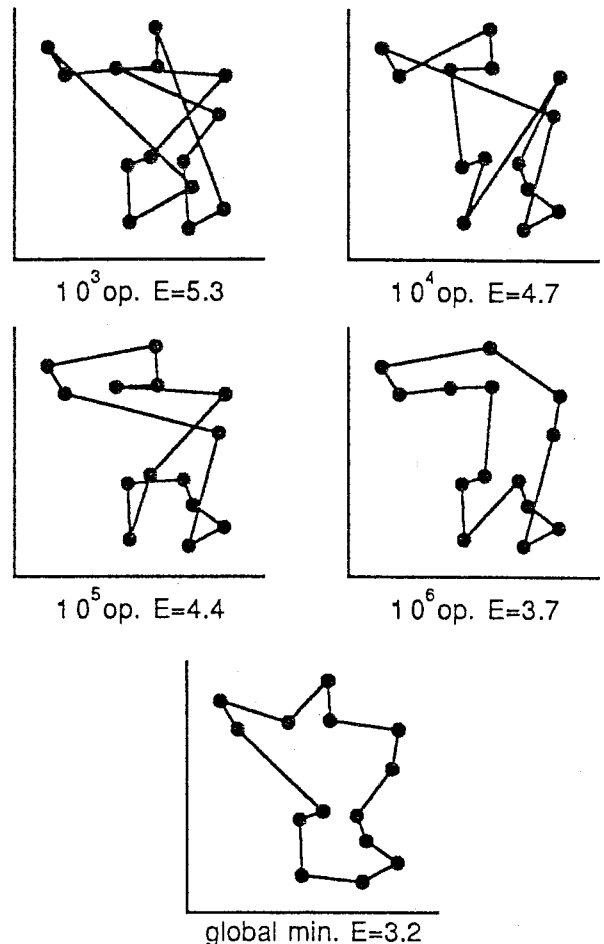 10³op. E=5.3
10⁴op. E=4.7
10⁵op. E=4.4
10⁶op. E=3.7
global min. E=3.2